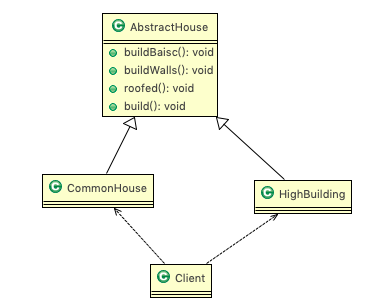 C AbstractHouse
buildBaisc(): void
buildWalls(): void
roofed(): void
build(): void
C CommonHouse
C HighBuilding
C Client